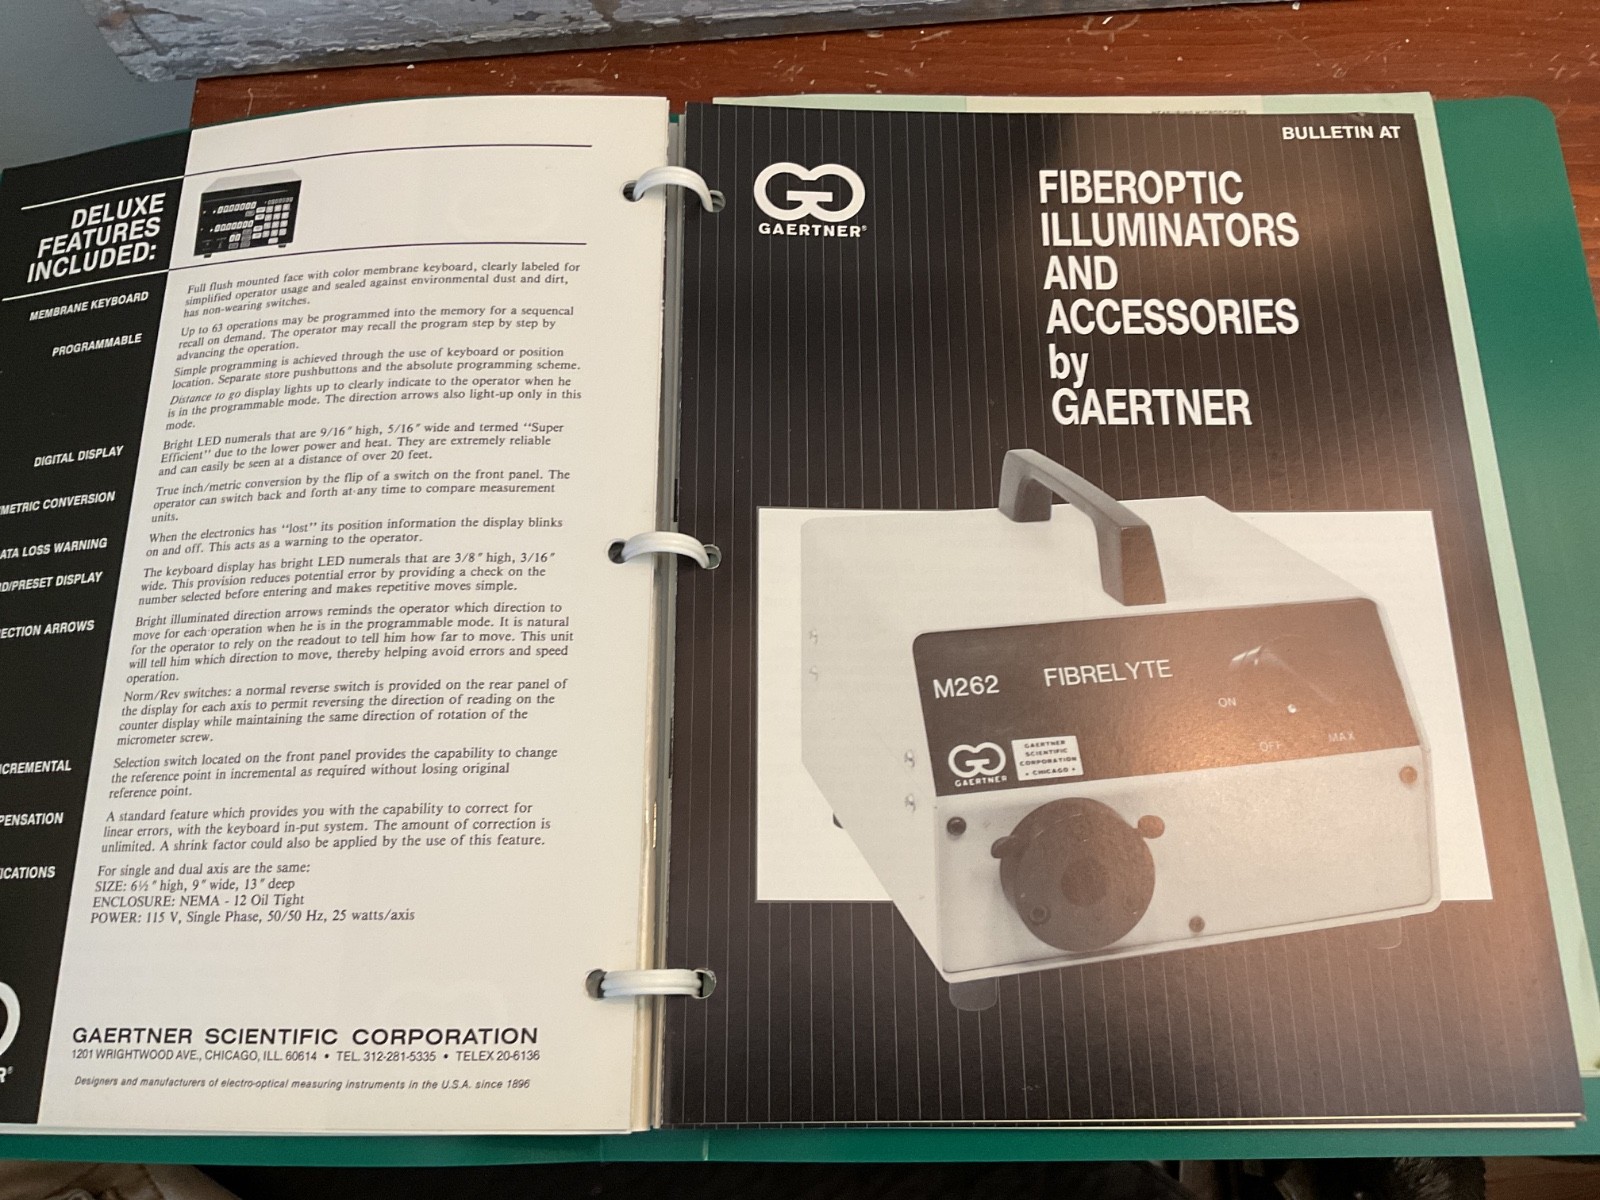 DELUXE
FEATURES
INCLUDED:
MEMBRANE KEYBOARD
Full flush mounted face with color membrane keyboard, clearly labeled for
simplified operator usage and sealed against environmental dust and dirt,
has non-wearing switches.
PROGRAMMABLE
Up to 63 operations may be programmed into the memory for a sequencal
recall on demand. The operator may recall the program step by step by
advancing the operation.
Simple programming is achieved through the use of keyboard or position
location. Separate store pushbuttons and the absolute programming scheme.
Distance to go display lights up to clearly indicate to the operator when he
is in the programmable mode. The direction arrows also light-up only in this
mode.
DIGITAL DISPLAY
Bright LED numerals that are 9/16" high, 5/16" wide and termed "Super
Efficient" due to the lower power and heat. They are extremely reliable
and can easily be seen at a distance of over 20 feet.
METRIC CONVERSION
True inch/metric conversion by the flip of a switch on the front panel. The
operator can switch back and forth at any time to compare measurement
units.
ATA LOSS WARNING
When the electronics has "lost" its position information the display blinks
on and off. This acts as a warning to the operator.
D/PRESET DISPLAY
The keyboard display has bright LED numerals that are 3/8" high, 3/16"
wide. This provision reduces potential error by providing a check on the
number selected before entering and makes repetitive moves simple.
ECTION ARROWS
Bright illuminated direction arrows reminds the operator which direction to
move for each operation when he is in the programmable mode. It is natural
for the operator to rely on the readout to tell him how far to move. This unit
will tell him which direction to move, thereby helping avoid errors and speed
operation.
Norm/Rev switches: a normal reverse switch is provided on the rear panel of
the display for each axis to permit reversing the direction of reading on the
counter display while maintaining the same direction of rotation of the
micrometer screw.
CREMENTAL
Selection switch located on the front panel provides the capability to change
the reference point in incremental as required without losing original
reference point.
PENSATION
A standard feature which provides you with the capability to correct for
linear errors, with the keyboard in-put system. The amount of correction is
unlimited. A shrink factor could also be applied by the use of this feature.
ICATIONS
For single and dual axis are the same:
SIZE: 6½" high, 9" wide, 13" deep
ENCLOSURE: NEMA - 12 Oil Tight
POWER: 115 V, Single Phase, 50/50 Hz, 25 watts/axis
R®
GAERTNER SCIENTIFIC CORPORATION
1201 WRIGHTWOOD AVE., CHICAGO, ILL. 60614 • TEL. 312-281-5335 • TELEX 20-6136
Designers and manufacturers of electro-optical measuring instruments in the U.S.A. since 1896
BULLETIN AT
GAERTNER®
FIBEROPTIC
ILLUMINATORS
AND
ACCESSORIES
by
GAERTNER
M262 FIBRELYTE
ON
OFF MAX
GAERTNER
GAERTNER
SCIENTIFIC
CORPORATION
• CHICAGO •